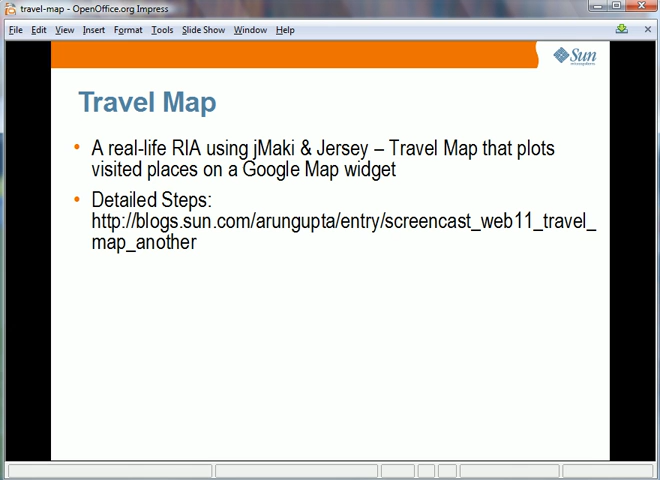 travel-map - OpenOffice.org Impress
File Edit View Insert Format Tools Slide Show Window Help
Sun
microsystems
Travel Map
• A real-life RIA using jMaki & Jersey – Travel Map that plots
visited places on a Google Map widget
• Detailed Steps:
http://blogs.sun.com/arungupta/entry/screencast_web11_travel_
map_another